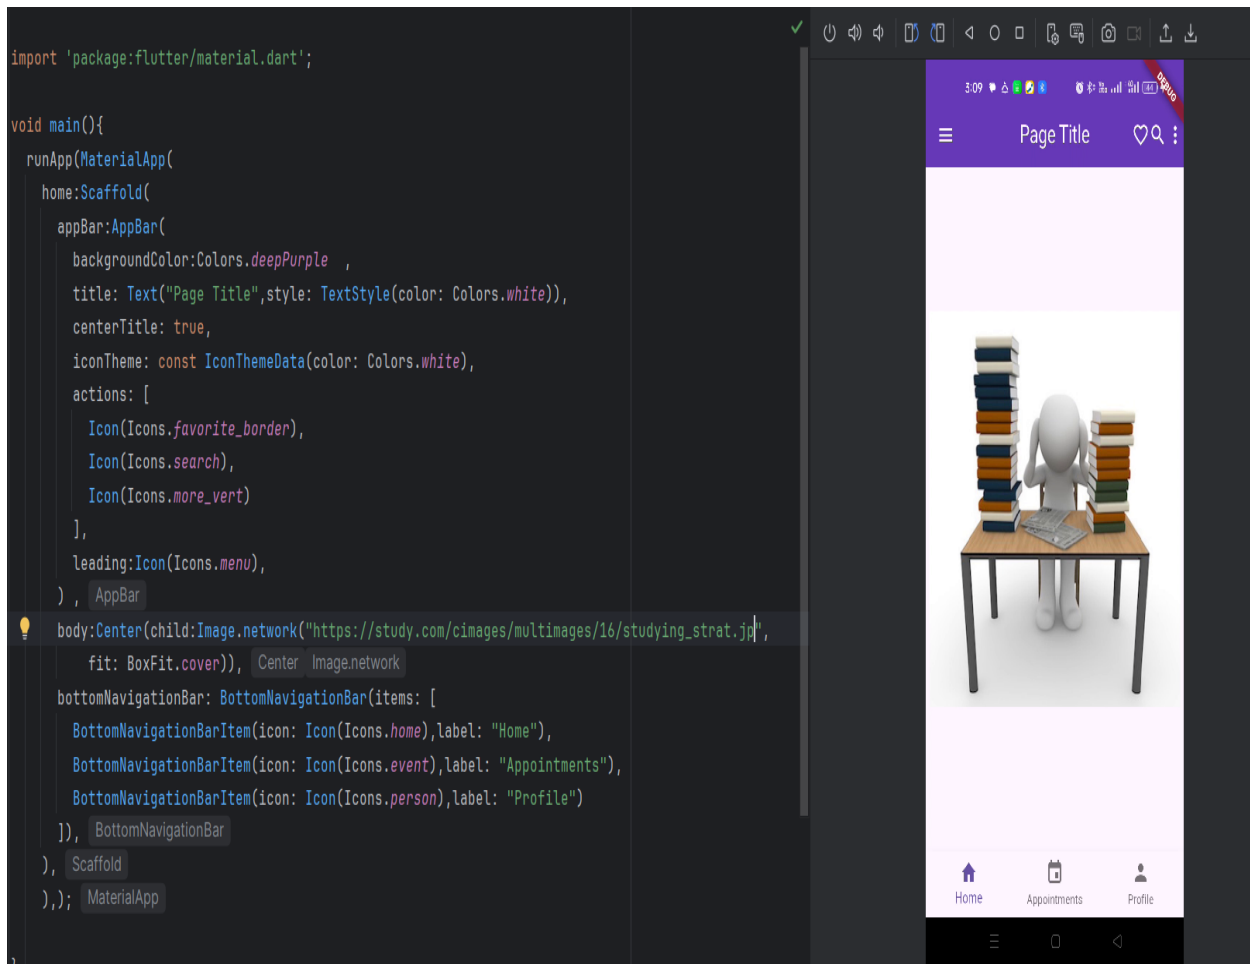 import 'package:flutter/material.dart';
void main(){
runApp(MaterialApp(
home:Scaffold(
appBar:AppBar(
backgroundColor:Colors.deepPurple  ,
title: Text("Page Title",style: TextStyle(color: Colors.white)),
centerTitle: true,
iconTheme: const IconThemeData(color: Colors.white),
actions: [
Icon(Icons.favorite_border),
Icon(Icons.search),
Icon(Icons.more_vert)
],
leading:Icon(Icons.menu),
) , AppBar
body:Center(child:Image.network("https://study.com/cimages/multimages/16/studying_strat.jp",
fit: BoxFit.cover)), Center Image.network
bottomNavigationBar: BottomNavigationBar(items: [
BottomNavigationBarItem(icon: Icon(Icons.home),label: "Home"),
BottomNavigationBarItem(icon: Icon(Icons.event),label: "Appointments"),
BottomNavigationBarItem(icon: Icon(Icons.person),label: "Profile")
]), BottomNavigationBar
), Scaffold
),); MaterialApp
}
3:09
DEBUG
Page Title
Home Appointments Profile